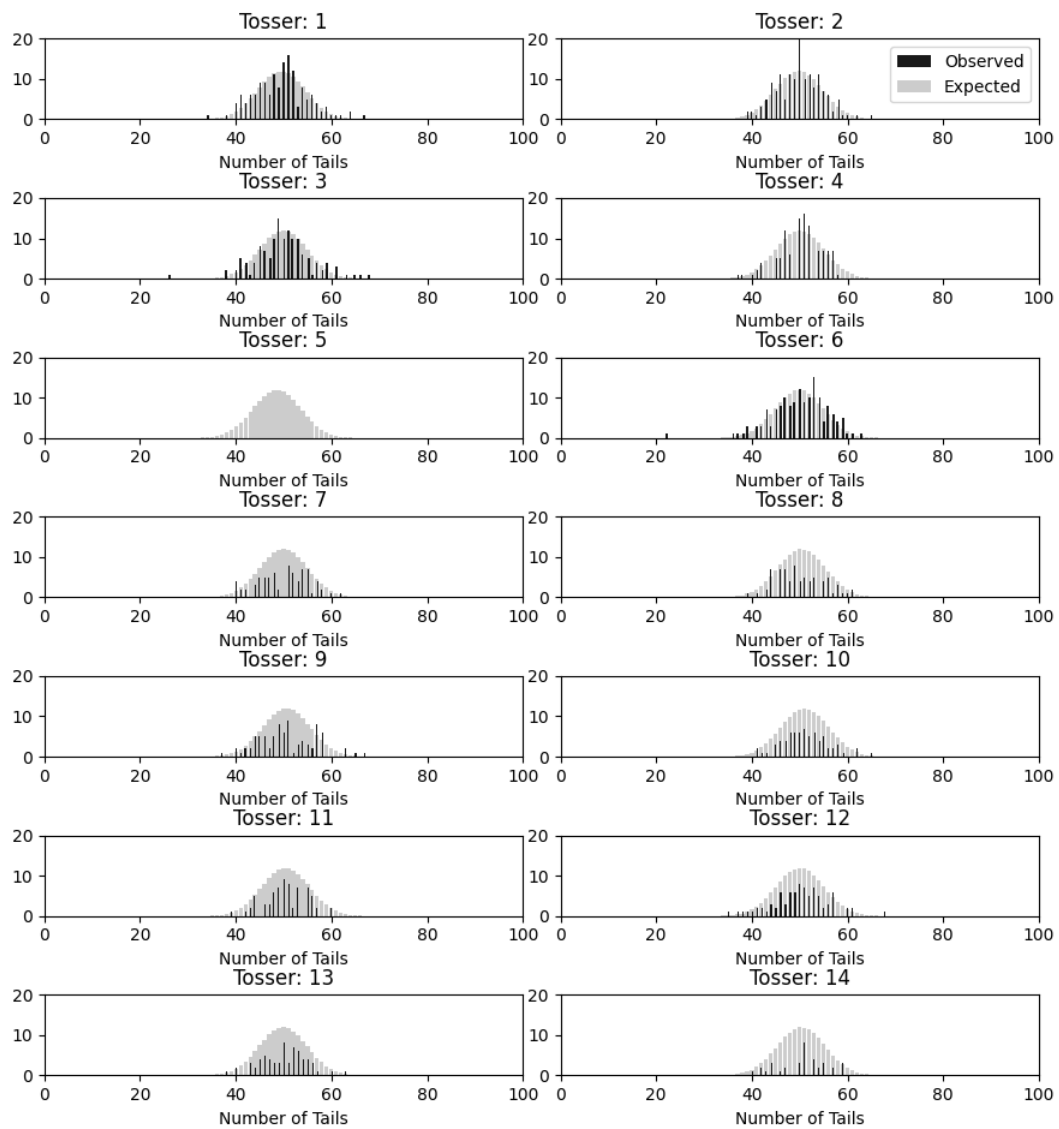 Tosser: 1
20
10
0
0 20 40 60 80 100
Number of Tails
Tosser: 2
20
10
0
0 20 40 60 80 100
Number of Tails
Observed
Expected
Tosser: 3
20
10
0
0 20 40 60 80 100
Number of Tails
Tosser: 4
20
10
0
0 20 40 60 80 100
Number of Tails
Tosser: 5
20
10
0
0 20 40 60 80 100
Number of Tails
Tosser: 6
20
10
0
0 20 40 60 80 100
Number of Tails
Tosser: 7
20
10
0
0 20 40 60 80 100
Number of Tails
Tosser: 8
20
10
0
0 20 40 60 80 100
Number of Tails
Tosser: 9
20
10
0
0 20 40 60 80 100
Number of Tails
Tosser: 10
20
10
0
0 20 40 60 80 100
Number of Tails
Tosser: 11
20
10
0
0 20 40 60 80 100
Number of Tails
Tosser: 12
20
10
0
0 20 40 60 80 100
Number of Tails
Tosser: 13
20
10
0
0 20 40 60 80 100
Number of Tails
Tosser: 14
20
10
0
0 20 40 60 80 100
Number of Tails